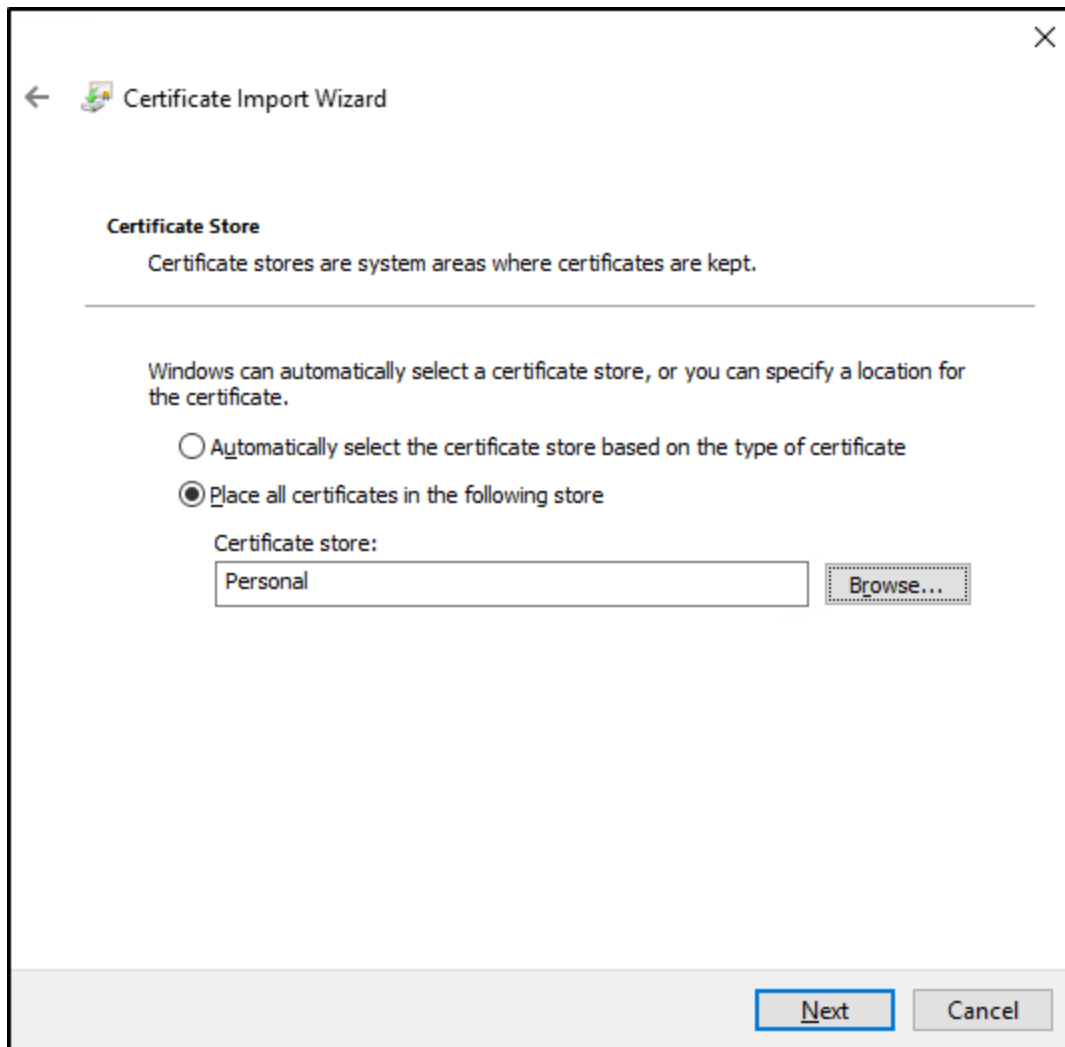 Certificate Import Wizard
Certificate Store
Certificate stores are system areas where certificates are kept.
Windows can automatically select a certificate store, or you can specify a location for
the certificate.
Automatically select the certificate store based on the type of certificate
Place all certificates in the following store
Certificate store:
Personal
Browse...
Next
Cancel